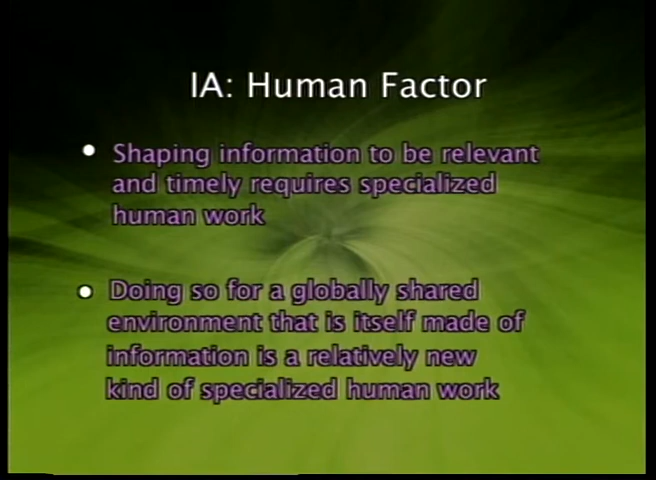 IA: Human Factor
• Shaping information to be relevant
and timely requires specialized
human work
• Doing so for a globally shared
environment that is itself made of
information is a relatively new
kind of specialized human work